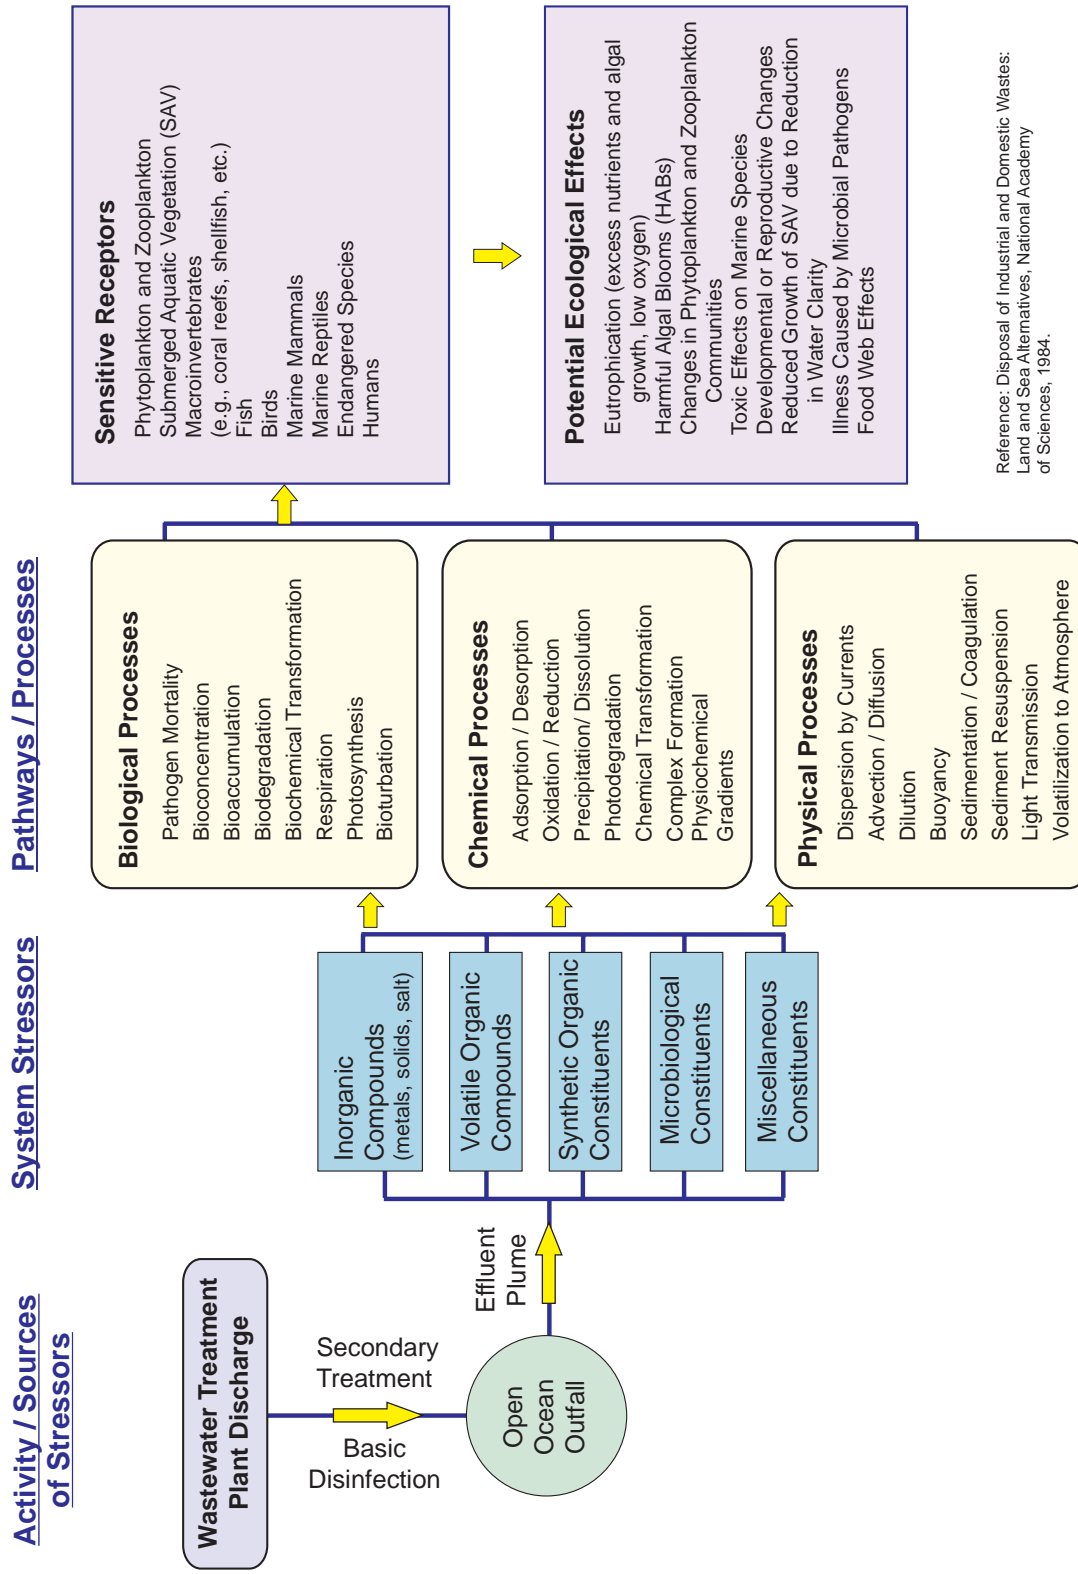 Activity / Sources
of Stressors
System Stressors
Pathways / Processes
Wastewater Treatment
Plant Discharge
Secondary
Treatment
Basic
Disinfection
Open
Ocean
Outfall
Effluent
Plume
Inorganic
Compounds
(metals, solids, salt)
Volatile Organic
Compounds
Synthetic Organic
Constituents
Microbiological
Constituents
Miscellaneous
Constituents
Biological Processes
Pathogen Mortality
Bioconcentration
Bioaccumulation
Biodegradation
Biochemical Transformation
Respiration
Photosynthesis
Bioturbation
Chemical Processes
Adsorption / Desorption
Oxidation / Reduction
Precipitation/ Dissolution
Photodegradation
Chemical Transformation
Complex Formation
Physiochemical
Gradients
Physical Processes
Dispersion by Currents
Advection / Diffusion
Dilution
Buoyancy
Sedimentation / Coagulation
Sediment Resuspension
Light Transmission
Volatilization to Atmosphere
Sensitive Receptors
Phytoplankton and Zooplankton
Submerged Aquatic Vegetation (SAV)
Macroinvertebrates
(e.g., coral reefs, shellfish, etc.)
Fish
Birds
Marine Mammals
Marine Reptiles
Endangered Species
Humans
Potential Ecological Effects
Eutrophication (excess nutrients and algal
growth, low oxygen)
Harmful Algal Blooms (HABs)
Changes in Phytoplankton and Zooplankton
Communities
Toxic Effects on Marine Species
Developmental or Reproductive Changes
Reduced Growth of SAV due to Reduction
in Water Clarity
Illness Caused by Microbial Pathogens
Food Web Effects
Reference: Disposal of Industrial and Domestic Wastes:
Land and Sea Alternatives, National Academy
of Sciences, 1984.